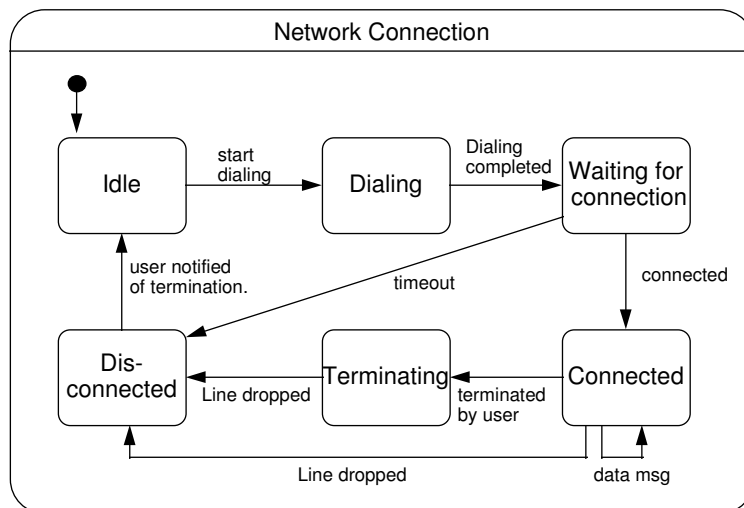 Network Connection
Idle
start
dialing
Dialing
Dialing
completed
Waiting for
connection
user notified
of termination.
timeout
connected
Dis-
connected
Line dropped
Terminating
terminated
by user
Connected
Line dropped
data msg